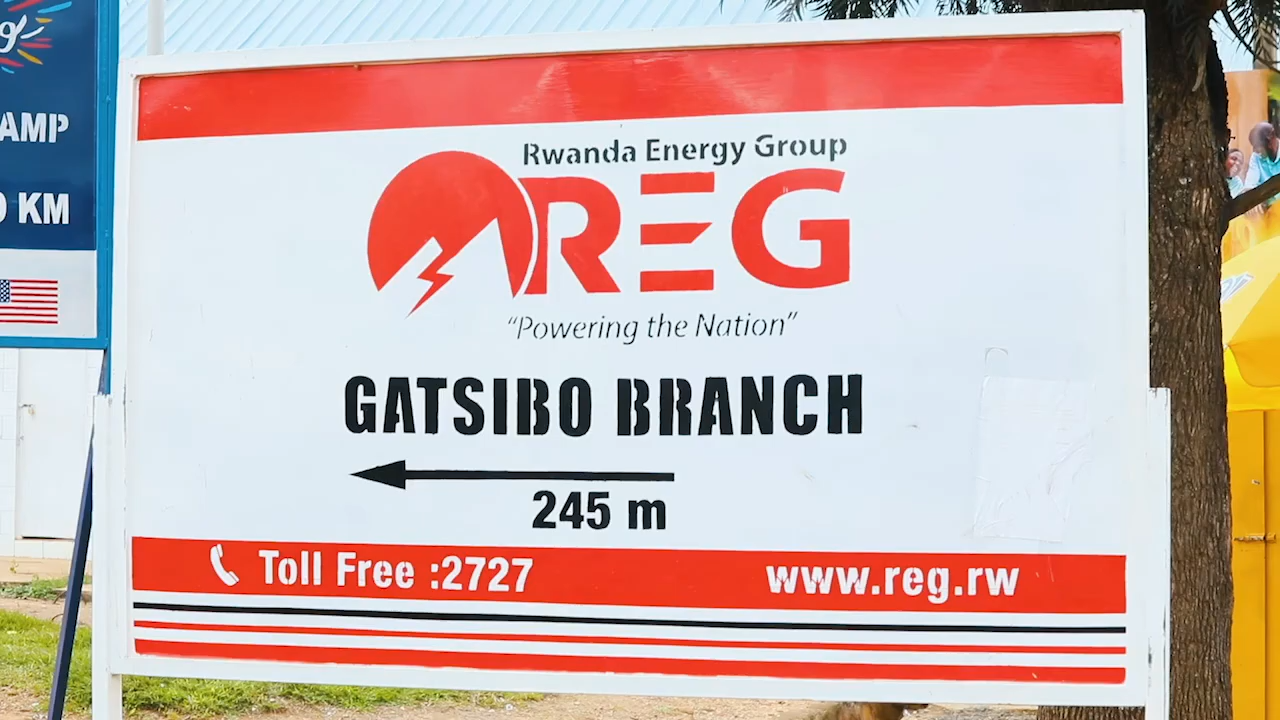 AMP
KM
Rwanda Energy Group
REG
“Powering the Nation”
GATSIBO BRANCH
245 m
Toll Free :2727
www.reg.rw